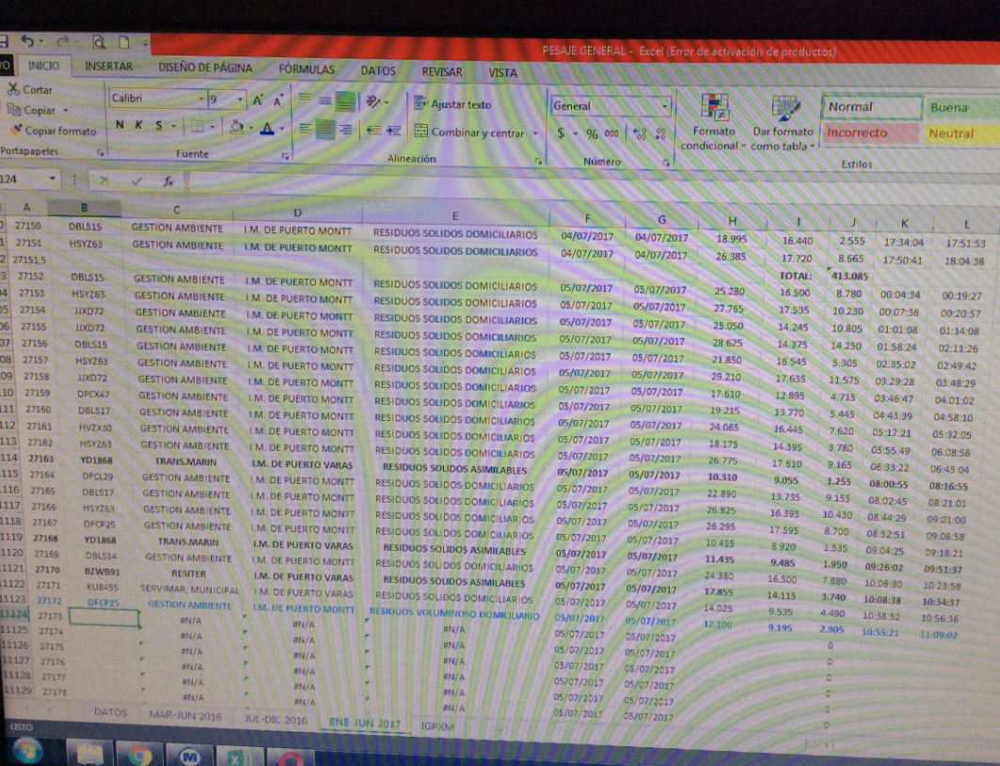 PESAJE GENERAL - Excel (Error de activación de productos)
INICIO INSERTAR DISEÑO DE PÁGINA FÓRMULAS DATOS REVISAR VISTA
Cortar
Copiar
Copiar formato
Portapapeles
Calibri 9
N K S
Fuente
Ajustar texto
Combinar y centrar
Alineación
General
$ % 000
Número
Formato condicional
Dar formato como tabla
Normal Buena
Incorrecto Neutral
Estilos
124 fx
A B C D E F G H I J K L
0 27150 DBLS15 GESTION AMBIENTE I.M. DE PUERTO MONTT RESIDUOS SOLIDOS DOMICILIARIOS 04/07/2017 04/07/2017 18.995 16.440 2.555 17:34:04 17:51:53
1 27151 HSYZ63 GESTION AMBIENTE I.M. DE PUERTO MONTT RESIDUOS SOLIDOS DOMICILIARIOS 04/07/2017 04/07/2017 26.385 17.720 8.665 17:50:41 18:04:38
2 27151,5 TOTAL: 413.085
3 27152 DBLS15 GESTION AMBIENTE I.M. DE PUERTO MONTT RESIDUOS SOLIDOS DOMICILIARIOS 05/07/2017 05/07/2017 25.280 16.500 8.780 00:04:34 00:19:27
04 27153 HSYZ63 GESTION AMBIENTE I.M. DE PUERTO MONTT RESIDUOS SOLIDOS DOMICILIARIOS 05/07/2017 05/07/2017 27.765 17.535 10.230 00:07:36 00:20:57
05 27154 JJXD72 GESTION AMBIENTE I.M. DE PUERTO MONTT RESIDUOS SOLIDOS DOMICILIARIOS 05/07/2017 05/07/2017 25.050 14.245 10.805 01:01:08 01:14:08
06 27155 JJXD72 GESTION AMBIENTE I.M. DE PUERTO MONTT RESIDUOS SOLIDOS DOMICILIARIOS 05/07/2017 05/07/2017 28.625 14.375 14.250 01:58:24 02:11:26
07 27156 DBLS15 GESTION AMBIENTE I.M. DE PUERTO MONTT RESIDUOS SOLIDOS DOMICILIARIOS 05/07/2017 05/07/2017 21.850 16.545 5.305 02:35:02 02:49:42
08 27157 HSYZ63 GESTION AMBIENTE I.M. DE PUERTO MONTT RESIDUOS SOLIDOS DOMICILIARIOS 05/07/2017 05/07/2017 29.210 17.635 11.575 03:29:28 03:48:29
09 27158 JJXD72 GESTION AMBIENTE I.M. DE PUERTO MONTT RESIDUOS SOLIDOS DOMICILIARIOS 05/07/2017 05/07/2017 17.610 12.895 4.715 03:46:47 04:01:02
10 27159 DPCX47 GESTION AMBIENTE I.M. DE PUERTO MONTT RESIDUOS SOLIDOS DOMICILIARIOS 05/07/2017 05/07/2017 19.215 13.770 5.445 04:43:39 04:58:10
111 27160 DBLS17 GESTION AMBIENTE I.M. DE PUERTO MONTT RESIDUOS SOLIDOS DOMICILIARIOS 05/07/2017 05/07/2017 24.065 16.445 7.620 05:17:21 05:32:05
112 27161 HVZX30 GESTION AMBIENTE I.M. DE PUERTO MONTT RESIDUOS SOLIDOS DOMICILIARIOS 05/07/2017 05/07/2017 18.175 14.395 3.780 05:55:49 06:08:56
113 27162 HSYZ63 GESTION AMBIENTE I.M. DE PUERTO MONTT RESIDUOS SOLIDOS DOMICILIARIOS 05/07/2017 05/07/2017 26.775 17.610 9.165 06:33:22 06:45:04
114 27163 YD1868 TRANS.MARIN I.M. DE PUERTO VARAS RESIDUOS SOLIDOS ASIMILABLES 05/07/2017 05/07/2017 10.310 9.055 1.255 08:00:55 08:16:55
115 27164 DFCL29 GESTION AMBIENTE I.M. DE PUERTO MONTT RESIDUOS SOLIDOS DOMICILIARIOS 05/07/2017 05/07/2017 22.890 13.735 9.155 08:02:45 08:21:01
116 27165 DBLS17 GESTION AMBIENTE I.M. DE PUERTO MONTT RESIDUOS SOLIDOS DOMICILIARIOS 05/07/2017 05/07/2017 26.825 16.395 10.430 08:44:29 09:01:00
1117 27166 HSYZ63 GESTION AMBIENTE I.M. DE PUERTO MONTT RESIDUOS SOLIDOS DOMICILIARIOS 05/07/2017 05/07/2017 26.295 17.595 8.700 08:52:51 09:08:58
1118 27167 DFCP25 GESTION AMBIENTE I.M. DE PUERTO MONTT RESIDUOS SOLIDOS DOMICILIARIOS 05/07/2017 05/07/2017 10.455 8.920 1.535 09:04:25 09:18:21
1119 27168 YD1868 TRANS.MARIN I.M. DE PUERTO VARAS RESIDUOS SOLIDOS ASIMILABLES 05/07/2017 05/07/2017 11.435 9.485 1.950 09:26:02 09:51:37
1120 27169 DBLS14 GESTION AMBIENTE I.M. DE PUERTO MONTT RESIDUOS SOLIDOS DOMICILIARIOS 05/07/2017 05/07/2017 24.380 16.500 7.880 10:06:30 10:23:58
1121 27170 BZWB91 RESITER I.M. DE PUERTO VARAS RESIDUOS SOLIDOS ASIMILABLES 05/07/2017 05/07/2017 17.855 14.115 3.740 10:08:38 10:34:37
1122 27171 KUB455 SERVIMAR, MUNICIPAL I.M. DE PUERTO VARAS RESIDUOS SOLIDOS DOMICILIARIOS 05/07/2017 05/07/2017 14.025 9.535 4.490 10:38:52 10:56:36
11123 27172 DFCP25 GESTION AMBIENTE I.M. DE PUERTO MONTT RESIDUOS VOLUMINOSO DOMICILIARIO 05/07/2017 05/07/2017 12.100 9.195 2.905 10:55:21 11:09:02
11124 27173 #N/A #N/A #N/A 05/07/2017 05/07/2017 0
11125 27174 #N/A #N/A #N/A 05/07/2017 05/07/2017 0
11126 27175 #N/A #N/A #N/A 05/07/2017 05/07/2017 0
11127 27176 #N/A #N/A #N/A 05/07/2017 05/07/2017 0
11128 27177 #N/A #N/A #N/A 05/07/2017 05/07/2017 0
11129 27178 #N/A #N/A #N/A 05/07/2017 05/07/2017 0
DATOS MAR-JUN 2016 JUL-DIC 2016 ENE-JUN 2017 IGPXM
LISTO